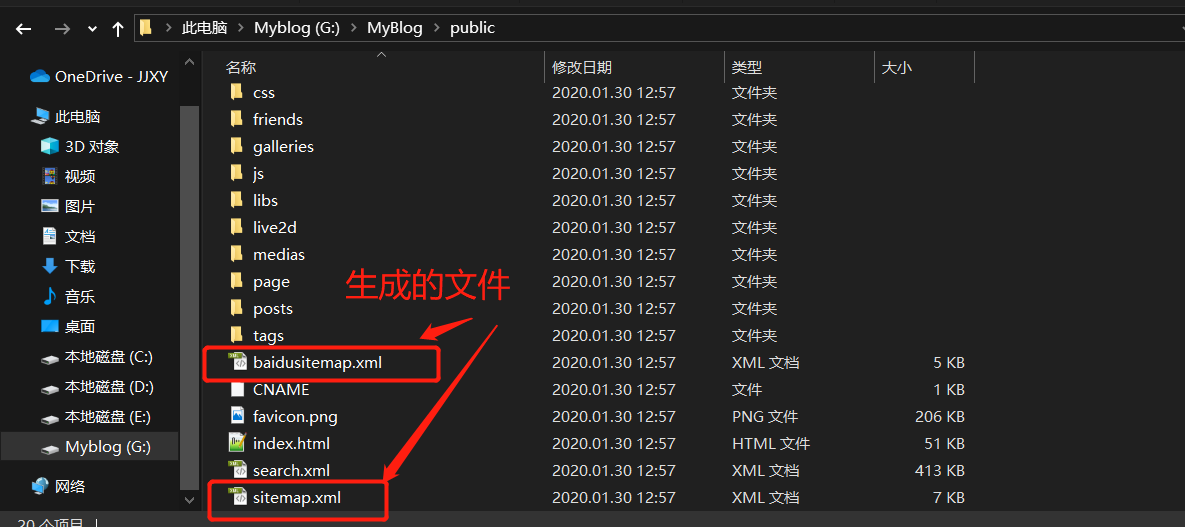 此电脑 > Myblog (G:) > MyBlog > public
名称 修改日期 类型 大小
OneDrive - JJXY
此电脑
3D 对象
视频
图片
文档
下载
音乐
桌面
本地磁盘 (C:)
本地磁盘 (D:)
本地磁盘 (E:)
Myblog (G:)
网络
css 2020.01.30 12:57 文件夹
friends 2020.01.30 12:57 文件夹
galleries 2020.01.30 12:57 文件夹
js 2020.01.30 12:57 文件夹
libs 2020.01.30 12:57 文件夹
live2d 2020.01.30 12:57 文件夹
medias 2020.01.30 12:57 文件夹
page 2020.01.30 12:57 文件夹
posts 2020.01.30 12:57 文件夹
tags 2020.01.30 12:57 文件夹
baidusitemap.xml 2020.01.30 12:57 XML 文档 5 KB
CNAME 2020.01.30 12:57 文件 1 KB
favicon.png 2020.01.30 12:57 PNG 文件 206 KB
index.html 2020.01.30 12:57 HTML 文件 51 KB
search.xml 2020.01.30 12:57 XML 文档 413 KB
sitemap.xml 2020.01.30 12:57 XML 文档 7 KB
生成的文件
20 个项目